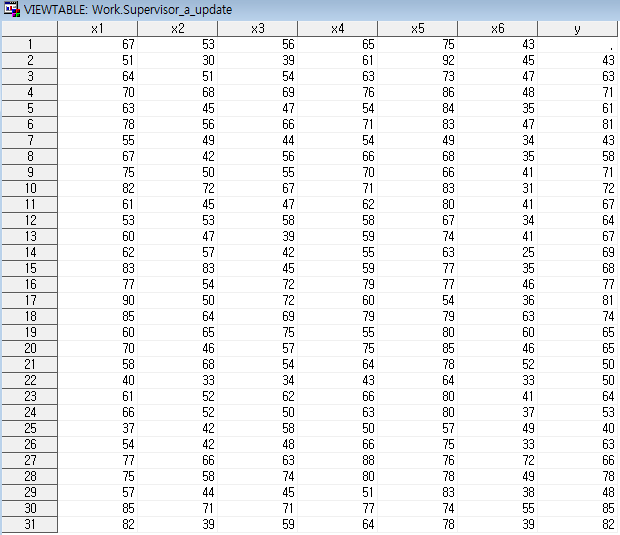 VIEWTABLE: Work.Supervisor_a_update
x1 x2 x3 x4 x5 x6 y
1 67 53 56 65 75 43 .
2 51 30 39 61 92 45 43
3 64 51 54 63 73 47 63
4 70 68 69 76 86 48 71
5 63 45 47 54 84 35 61
6 78 56 66 71 83 47 81
7 55 49 44 54 49 34 43
8 67 42 56 66 68 35 58
9 75 50 55 70 66 41 71
10 82 72 67 71 83 31 72
11 61 45 47 62 80 41 67
12 53 53 58 58 67 34 64
13 60 47 39 59 74 41 67
14 62 57 42 55 63 25 69
15 83 83 45 59 77 35 68
16 77 54 72 79 77 46 77
17 90 50 72 60 54 36 81
18 85 64 69 79 79 63 74
19 60 65 75 55 80 60 65
20 70 46 57 75 85 46 65
21 58 68 54 64 78 52 50
22 40 33 34 43 64 33 50
23 61 52 62 66 80 41 64
24 66 52 50 63 80 37 53
25 37 42 58 50 57 49 40
26 54 42 48 66 75 33 63
27 77 66 63 88 76 72 66
28 75 58 74 80 78 49 78
29 57 44 45 51 83 38 48
30 85 71 71 77 74 55 85
31 82 39 59 64 78 39 82